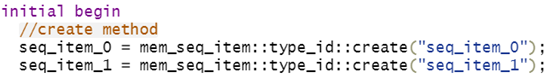 initial begin
//create method
seq_item_0 = mem_seq_item::type_id::create("seq_item_0");
seq_item_1 = mem_seq_item::type_id::create("seq_item_1");